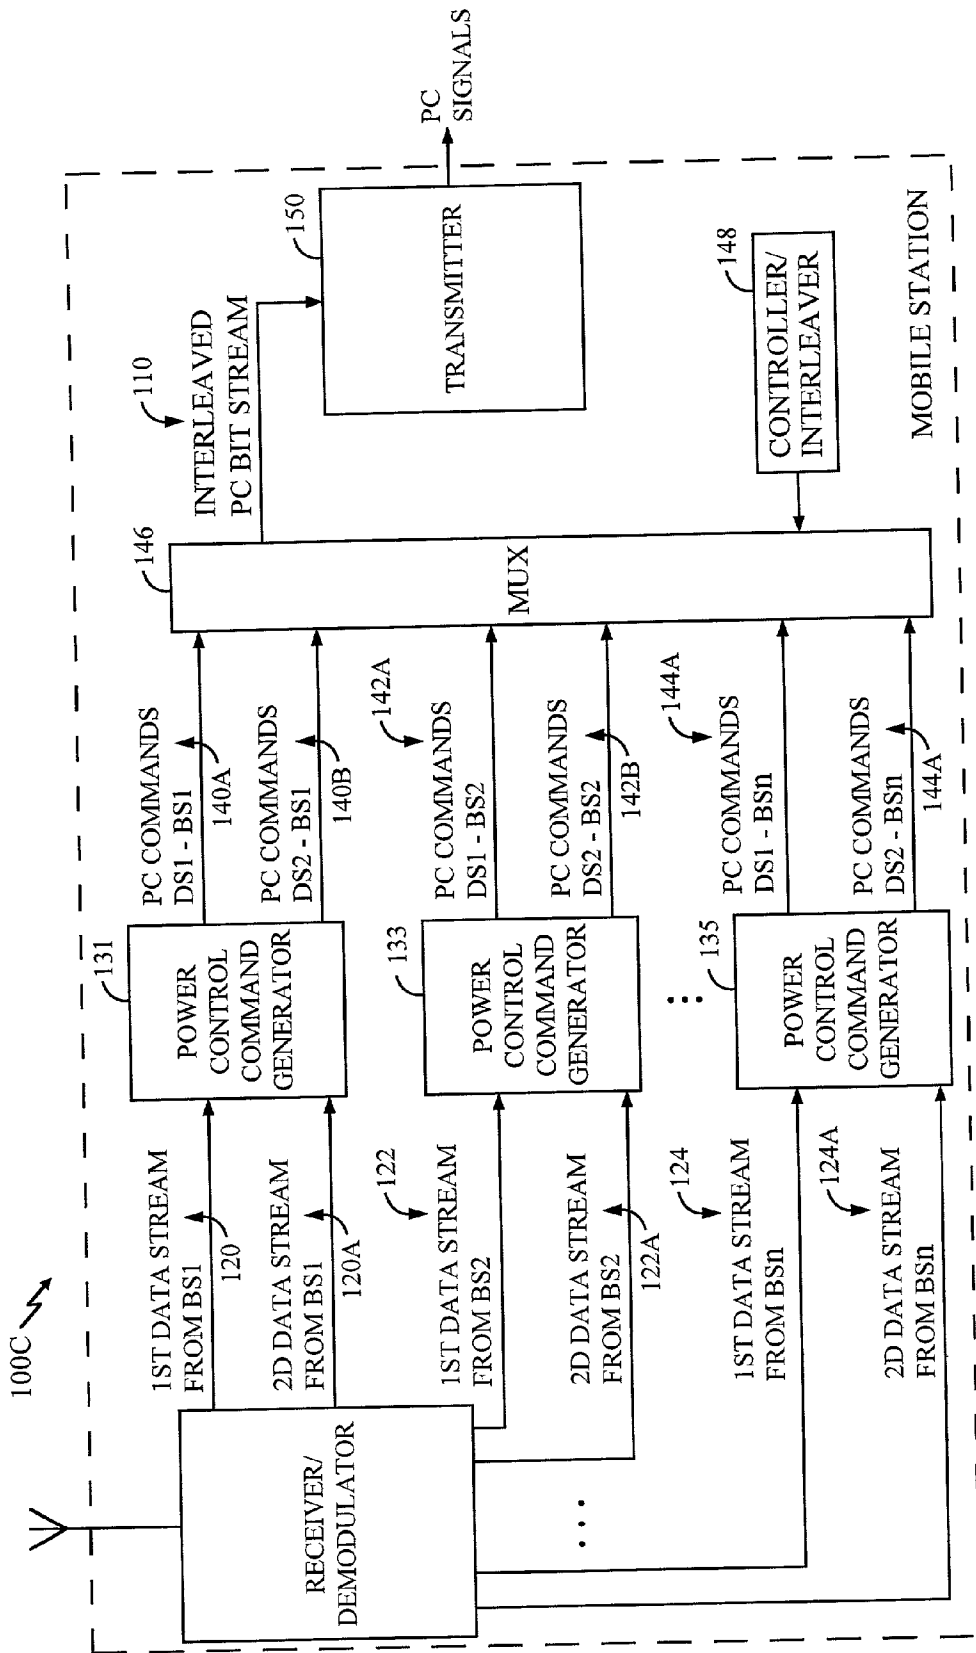 100C
RECEIVER/
DEMODULATOR
1ST DATA STREAM
FROM BS1
120
2D DATA STREAM
FROM BS1
120A
122
1ST DATA STREAM
FROM BS2
2D DATA STREAM
FROM BS2
122A
124
1ST DATA STREAM
FROM BSn
124A
2D DATA STREAM
FROM BSn
131
POWER
CONTROL
COMMAND
GENERATOR
133
POWER
CONTROL
COMMAND
GENERATOR
135
POWER
CONTROL
COMMAND
GENERATOR
PC COMMANDS
DS1 - BS1
140A
PC COMMANDS
DS2 - BS1
140B
142A
PC COMMANDS
DS1 - BS2
PC COMMANDS
DS2 - BS2
142B
144A
PC COMMANDS
DS1 - BSn
PC COMMANDS
DS2 - BSn
144A
146
MUX
INTERLEAVED
PC BIT STREAM
110
150
TRANSMITTER
PC
SIGNALS
148
CONTROLLER/
INTERLEAVER
MOBILE STATION